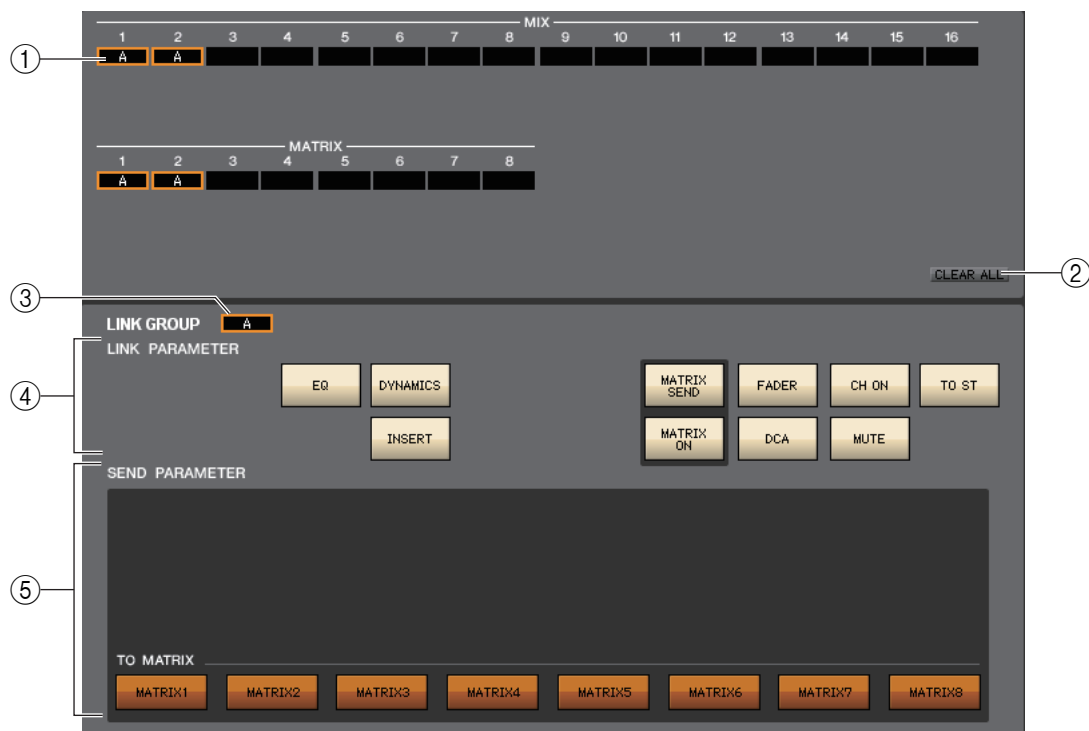 MIX
1 2 3 4 5 6 7 8 9 10 11 12 13 14 15 16
① A A
MATRIX
1 2 3 4 5 6 7 8
A A
CLEAR ALL ②
③ LINK GROUP A
LINK PARAMETER
④ EQ DYNAMICS MATRIX SEND FADER CH ON TO ST
INSERT MATRIX ON DCA MUTE
SEND PARAMETER
⑤
TO MATRIX
MATRIX1 MATRIX2 MATRIX3 MATRIX4 MATRIX5 MATRIX6 MATRIX7 MATRIX8